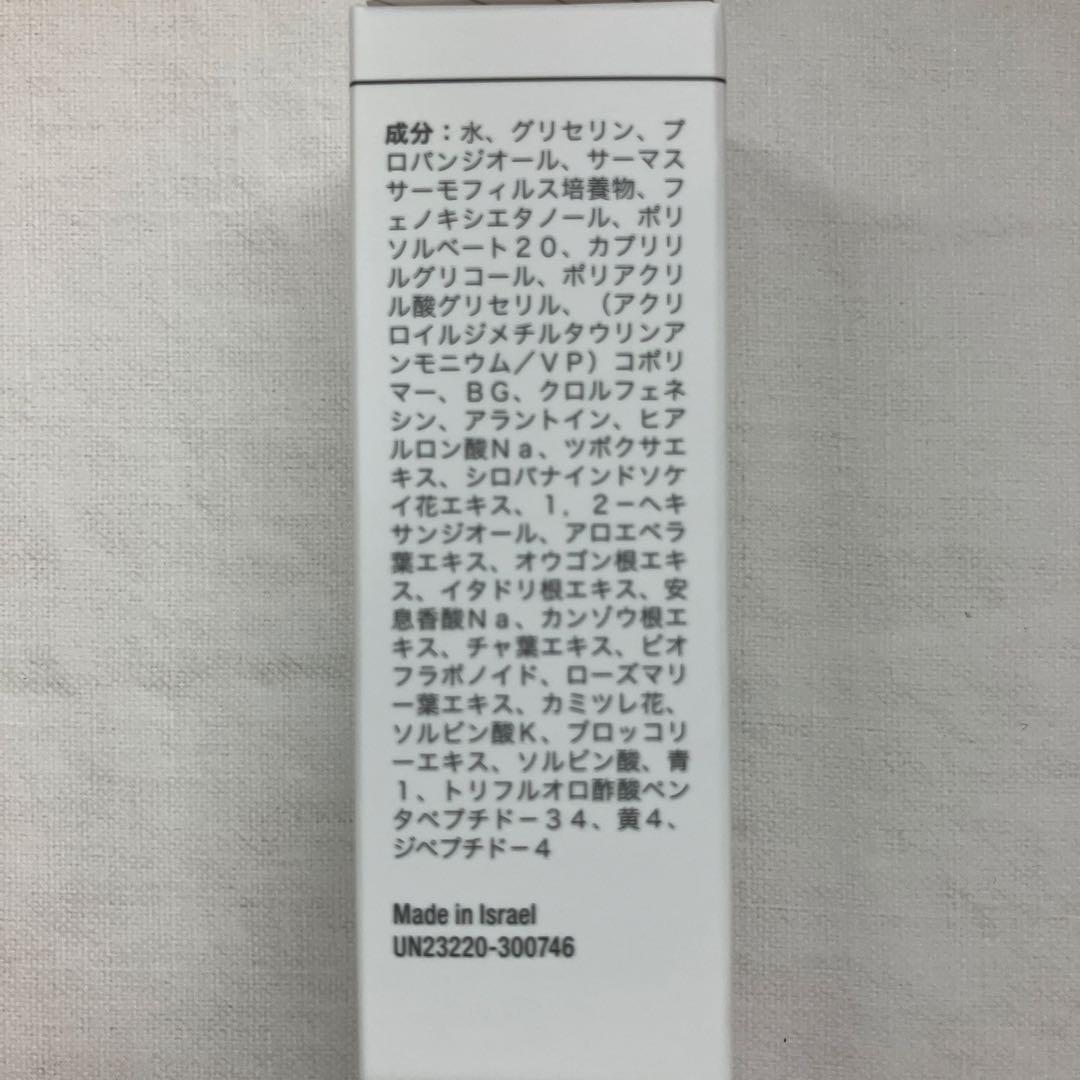 成分：水、グリセリン、プ
ロパンジオール、サーマス
サーモフィルス培養物、フ
ェノキシエタノール、ポリ
ソルベート２０、カプリリ
ルグリコール、ポリアクリ
ル酸グリセリル、（アクリ
ロイルジメチルタウリンア
ンモニウム／ＶＰ）コポリ
マー、ＢＧ、クロルフェネ
シン、アラントイン、ヒア
ルロン酸Ｎａ、ツボクサエ
キス、シロバナインドソケ
イ花エキス、１，２－ヘキ
サンジオール、アロエベラ
葉エキス、オウゴン根エキ
ス、イタドリ根エキス、安
息香酸Ｎａ、カンゾウ根エ
キス、チャ葉エキス、ビオ
フラボノイド、ローズマリ
ー葉エキス、カミツレ花、
ソルビン酸Ｋ、ブロッコリ
ーエキス、ソルビン酸、青
１、トリフルオロ酢酸ペン
タペプチド－３４、黄４、
ジペプチド－４
Made in Israel
UN23220-300746